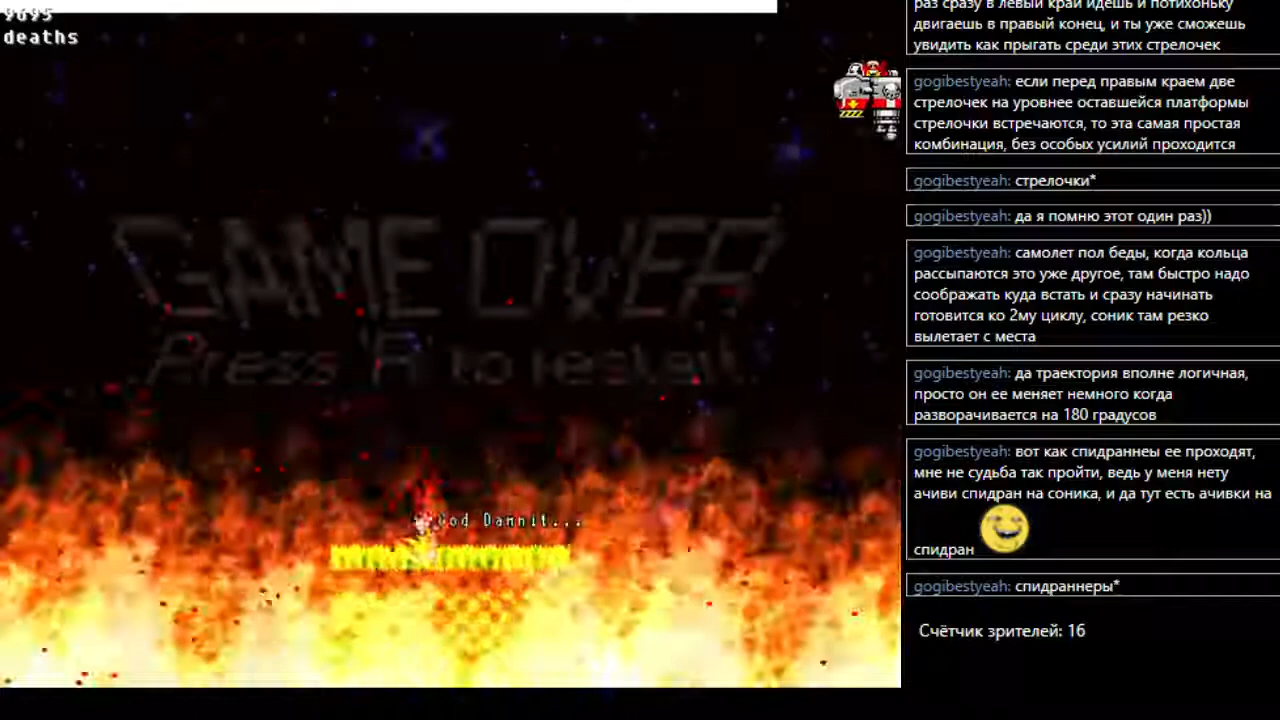 9695
deaths
GAME OVER
Press 'R' to restart
God Damnit...
раз сразу в левый край идешь и потихоньку
двигаешь в правый конец, и ты уже сможешь
увидить как прыгать среди этих стрелочек
gogibestyeah: если перед правым краем две
стрелочек на уровнее оставшейся платформы
стрелочки встречаются, то эта самая простая
комбинация, без особых усилий проходится
gogibestyeah: стрелочки*
gogibestyeah: да я помню этот один раз))
gogibestyeah: самолет пол беды, когда кольца
рассыпаются это уже другое, там быстро надо
соображать куда встать и сразу начинать
готовится ко 2му циклу, соник там резко
вылетает с места
gogibestyeah: да траектория вполне логичная,
просто он ее меняет немного когда
разворачивается на 180 градусов
gogibestyeah: вот как спидраннеы ее проходят,
мне не судьба так пройти, ведь у меня нету
ачиви спидран на соника, и да тут есть ачивки на
спидран
gogibestyeah: спидраннеры*
Счётчик зрителей: 16